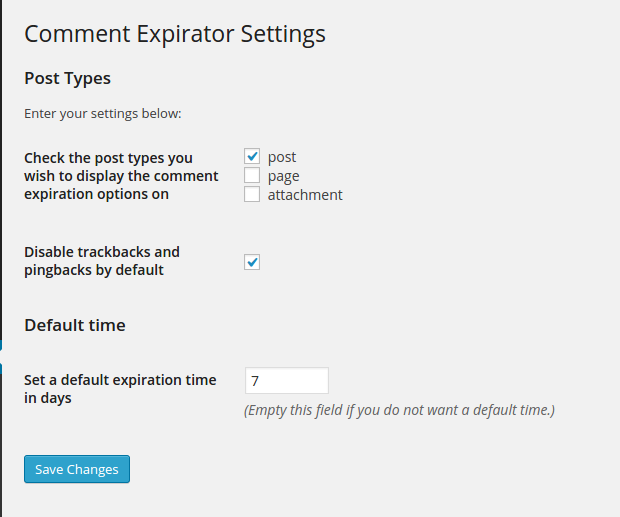 Comment Expirator Settings
Post Types
Enter your settings below:
Check the post types you
wish to display the comment
expiration options on
post
page
attachment
Disable trackbacks and
pingbacks by default
Default time
Set a default expiration time
in days
7
(Empty this field if you do not want a default time.)
Save Changes